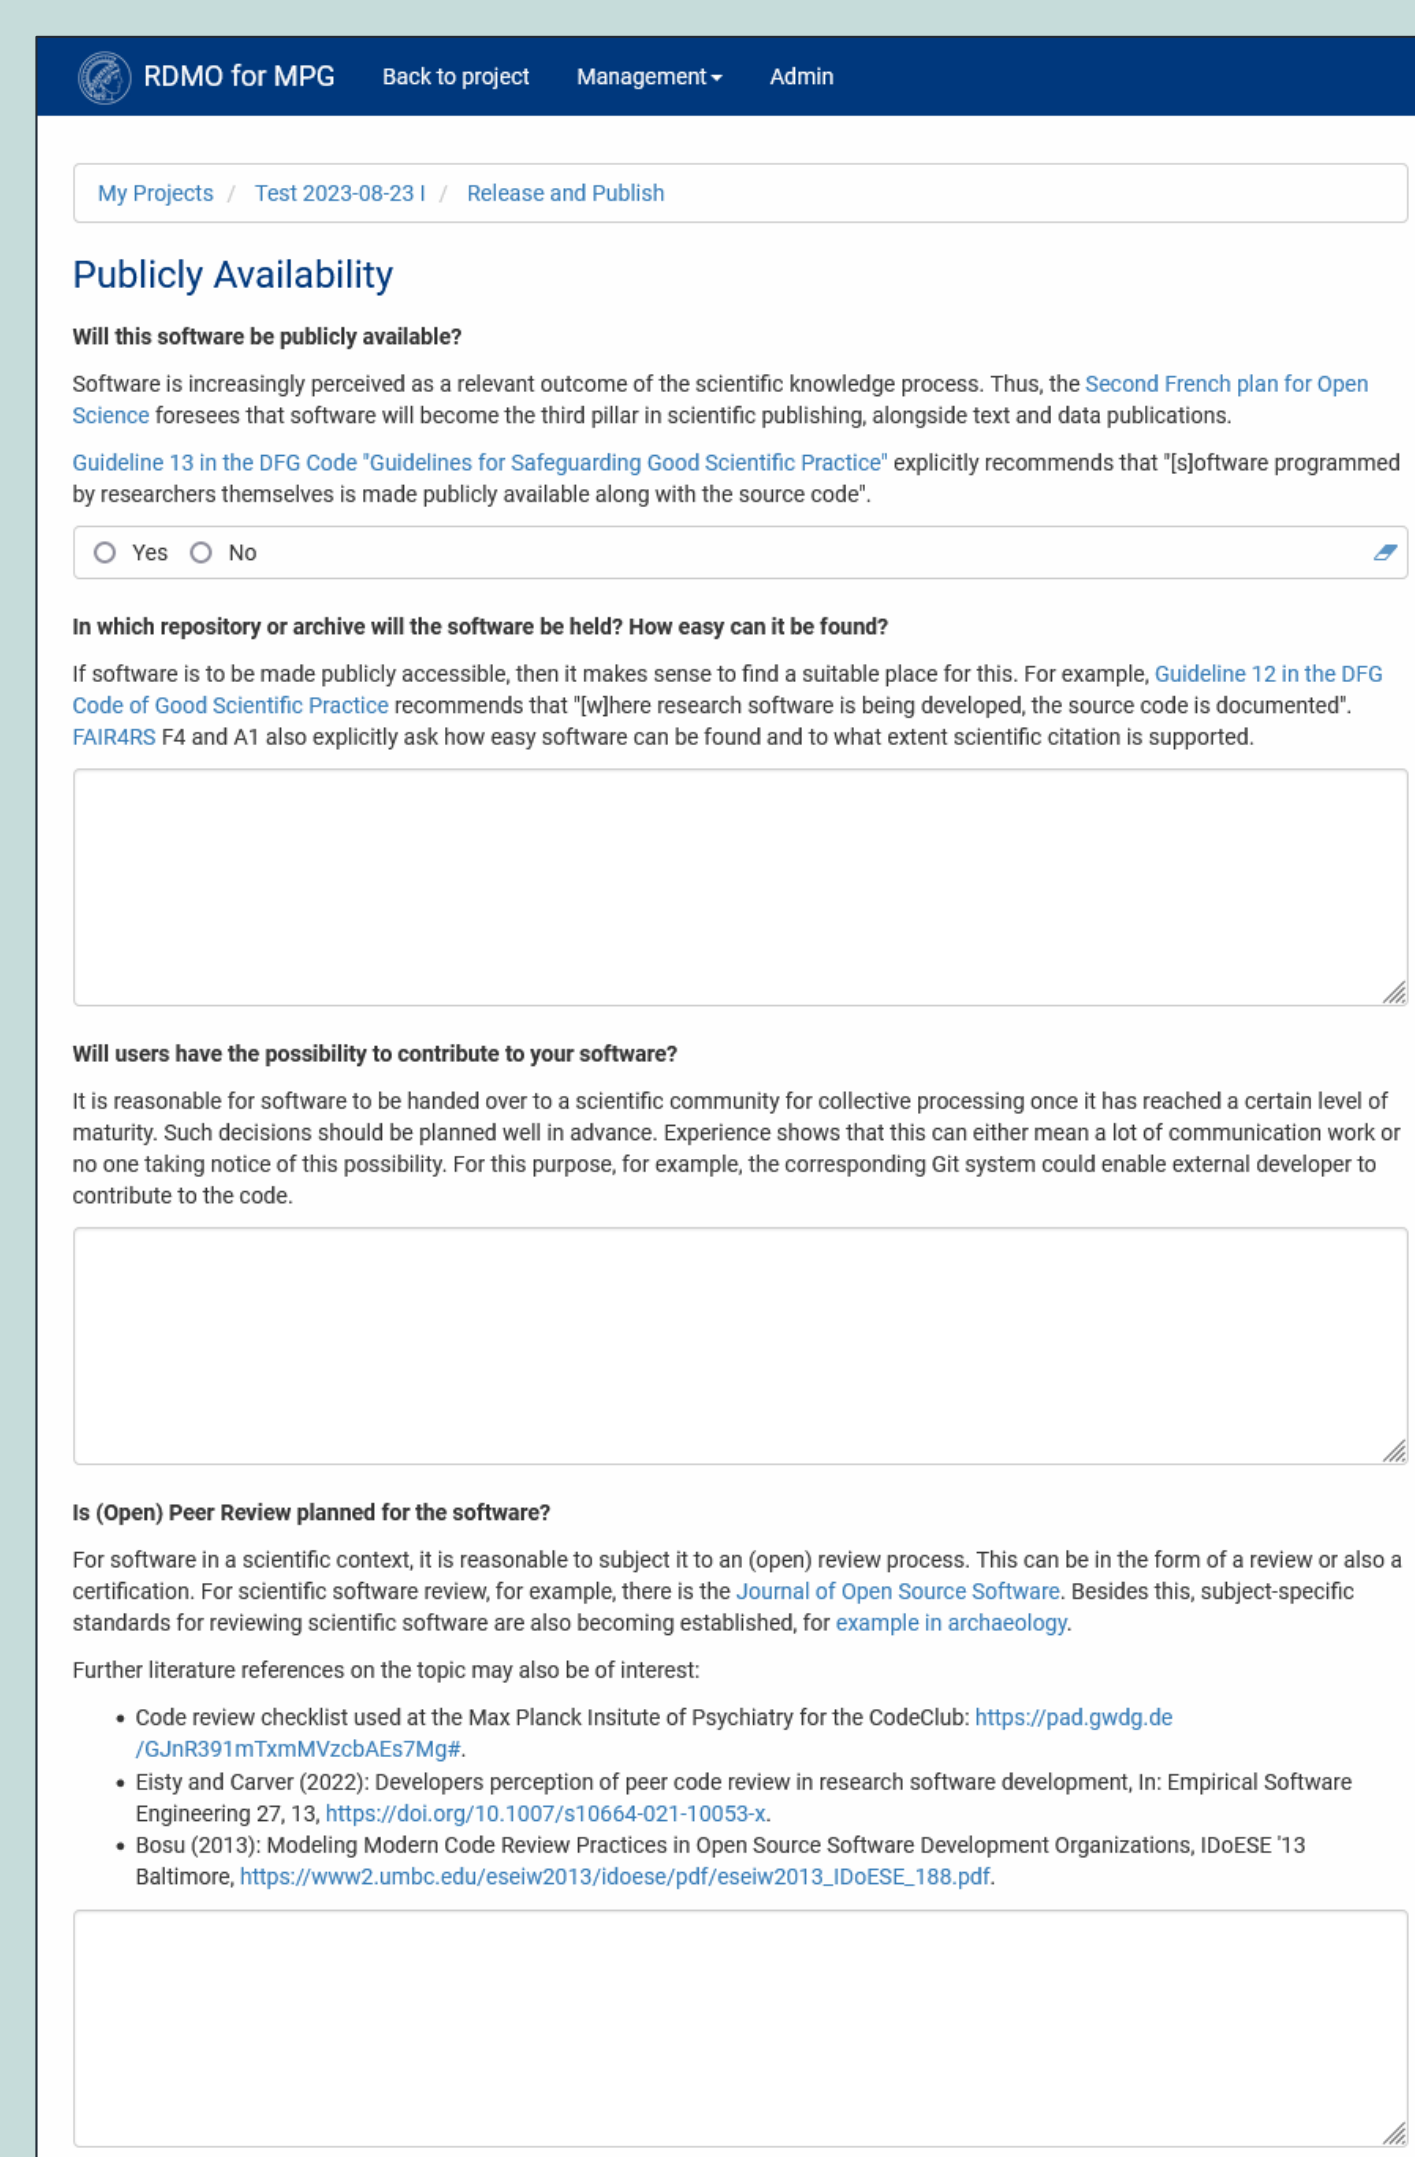 RDMO for MPG Back to project Management Admin
My Projects / Test 2023-08-23 I / Release and Publish
Publicly Availability
Will this software be publicly available?
Software is increasingly perceived as a relevant outcome of the scientific knowledge process. Thus, the Second French plan for Open
Science foresees that software will become the third pillar in scientific publishing, alongside text and data publications.
Guideline 13 in the DFG Code "Guidelines for Safeguarding Good Scientific Practice" explicitly recommends that "[s]oftware programmed
by researchers themselves is made publicly available along with the source code".
Yes No
In which repository or archive will the software be held? How easy can it be found?
If software is to be made publicly accessible, then it makes sense to find a suitable place for this. For example, Guideline 12 in the DFG
Code of Good Scientific Practice recommends that "[w]here research software is being developed, the source code is documented".
FAIR4RS F4 and A1 also explicitly ask how easy software can be found and to what extent scientific citation is supported.
Will users have the possibility to contribute to your software?
It is reasonable for software to be handed over to a scientific community for collective processing once it has reached a certain level of
maturity. Such decisions should be planned well in advance. Experience shows that this can either mean a lot of communication work or
no one taking notice of this possibility. For this purpose, for example, the corresponding Git system could enable external developer to
contribute to the code.
Is (Open) Peer Review planned for the software?
For software in a scientific context, it is reasonable to subject it to an (open) review process. This can be in the form of a review or also a
certification. For scientific software review, for example, there is the Journal of Open Source Software. Besides this, subject-specific
standards for reviewing scientific software are also becoming established, for example in archaeology.
Further literature references on the topic may also be of interest:
• Code review checklist used at the Max Planck Insitute of Psychiatry for the CodeClub: https://pad.gwdg.de
/GJnR391mTxmMVzcbAEs7Mg#.
• Eisty and Carver (2022): Developers perception of peer code review in research software development, In: Empirical Software
Engineering 27, 13, https://doi.org/10.1007/s10664-021-10053-x.
• Bosu (2013): Modeling Modern Code Review Practices in Open Source Software Development Organizations, IDoESE '13
Baltimore, https://www2.umbc.edu/eseiw2013/idoese/pdf/eseiw2013_IDoESE_188.pdf.